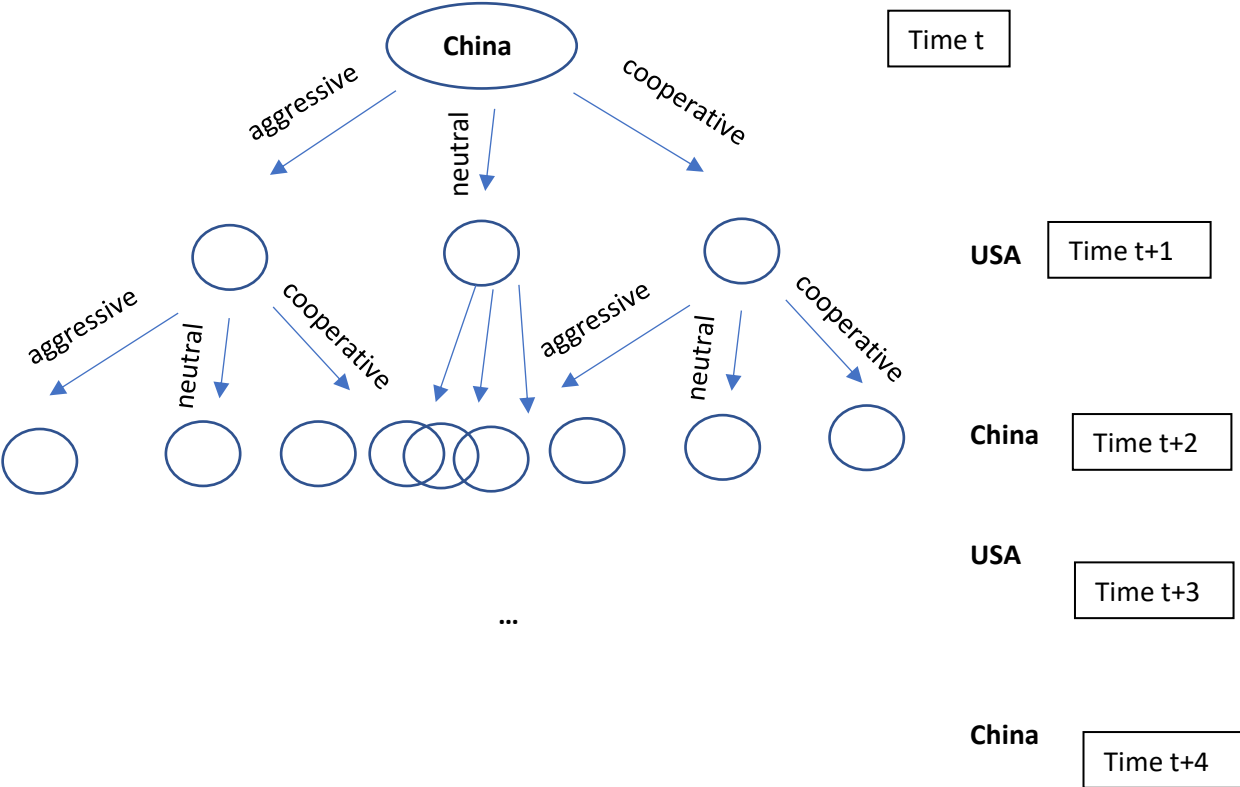 China
Time t
aggressive
neutral
cooperative
USA
Time t+1
aggressive
neutral
cooperative
aggressive
neutral
cooperative
China
Time t+2
USA
Time t+3
...
China
Time t+4